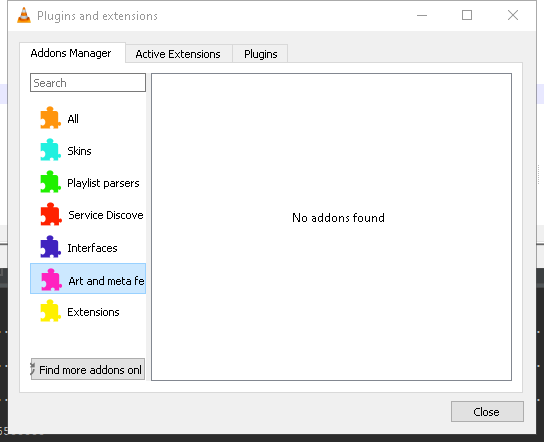 Plugins and extensions
Addons Manager
Active Extensions
Plugins
Search
All
Skins
Playlist parsers
Service Discove
Interfaces
Art and meta fe
Extensions
No addons found
Find more addons onl
Close